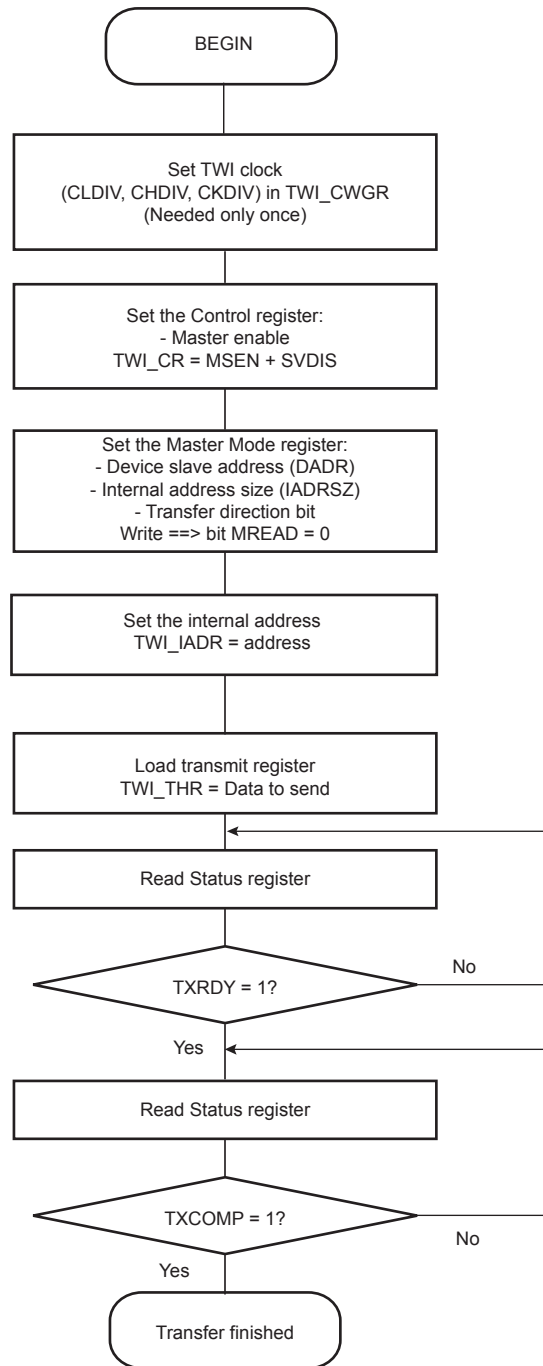 BEGIN
Set TWI clock
(CLDIV, CHDIV, CKDIV) in TWI_CWGR
(Needed only once)
Set the Control register:
- Master enable
TWI_CR = MSEN + SVDIS
Set the Master Mode register:
- Device slave address (DADR)
- Internal address size (IADRSZ)
- Transfer direction bit
Write ==> bit MREAD = 0
Set the internal address
TWI_IADR = address
Load transmit register
TWI_THR = Data to send
Read Status register
TXRDY = 1?
No
Yes
Read Status register
TXCOMP = 1?
No
Yes
Transfer finished